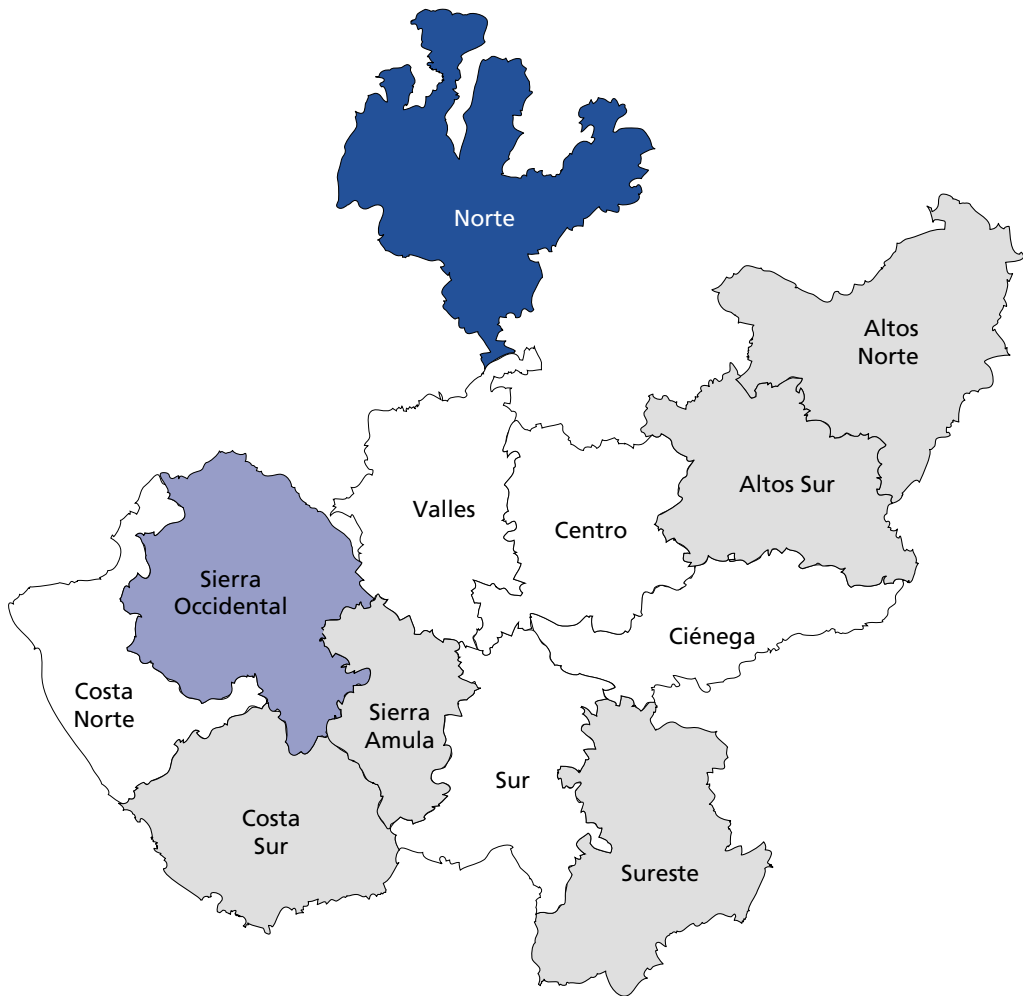 Norte
Altos
Norte
Altos Sur
Valles
Centro
Sierra
Occidental
Ciénega
Costa
Norte
Sierra
Amula
Sur
Costa
Sur
Sureste